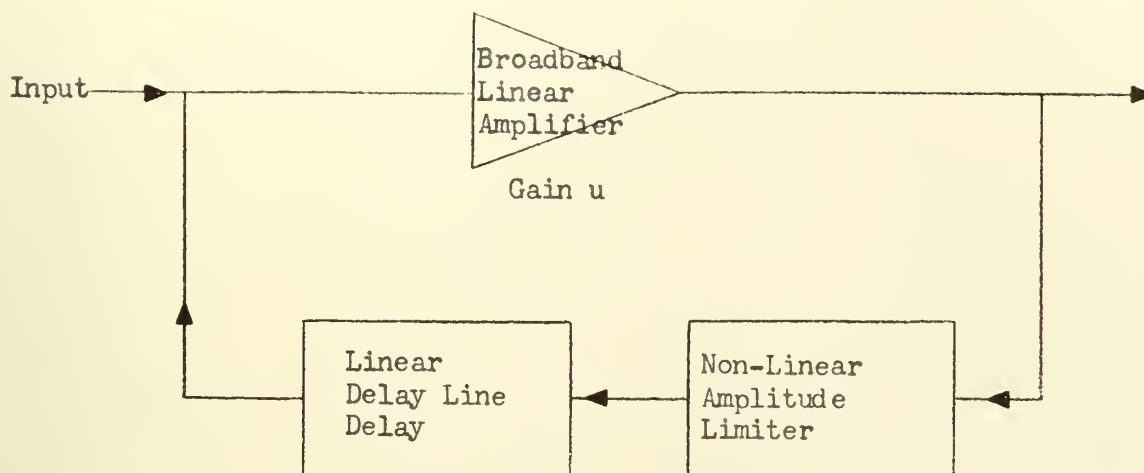 Input
Broadband
Linear
Amplifier
Gain u
Linear
Delay Line
Delay
Non-Linear
Amplitude
Limiter